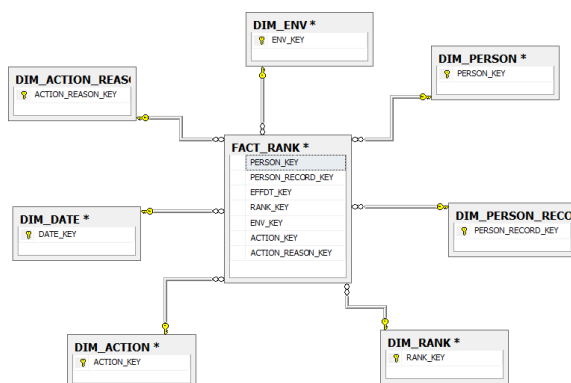 DIM_ENV *
ENV_KEY
DIM_PERSON *
PERSON_KEY
DIM_ACTION_REAS
ACTION_REASON_KEY
FACT_RANK *
PERSON_KEY
PERSON_RECORD_KEY
EFFDT_KEY
RANK_KEY
ENV_KEY
ACTION_KEY
ACTION_REASON_KEY
DIM_DATE *
DATE_KEY
DIM_PERSON_RECO
PERSON_RECORD_KEY
DIM_ACTION *
ACTION_KEY
DIM_RANK *
RANK_KEY